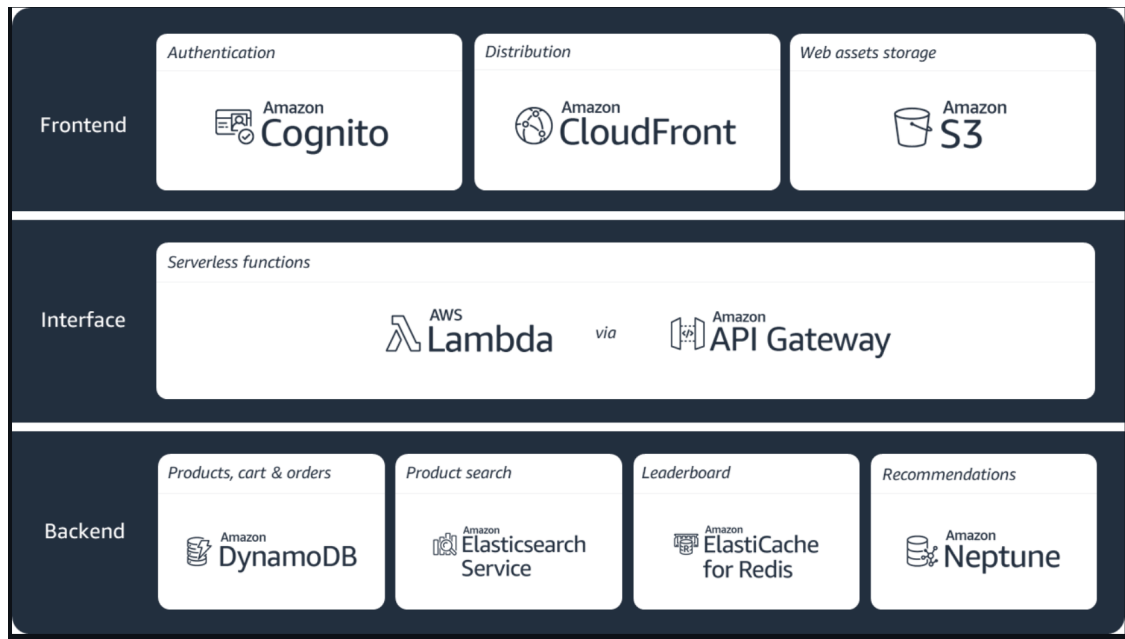 Authentication
Distribution
Web assets storage
Frontend
Amazon
Cognito
Amazon
CloudFront
Amazon
S3
Serverless functions
Interface
AWS
Lambda
via
Amazon
API Gateway
Products, cart & orders
Product search
Leaderboard
Recommendations
Backend
Amazon
DynamoDB
Amazon
Elasticsearch
Service
Amazon
ElastiCache
for Redis
Amazon
Neptune